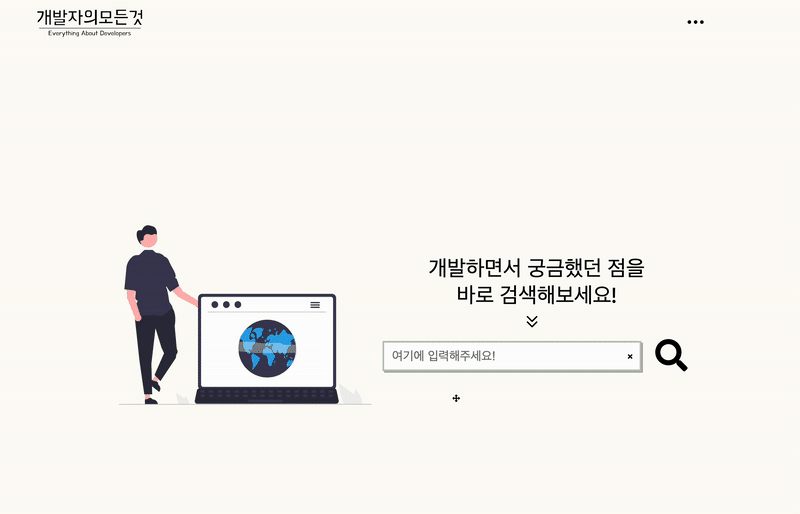 개발자의모든것
Everything About Developers
개발하면서 궁금했던 점을
바로 검색해보세요!
여기에 입력해주세요!